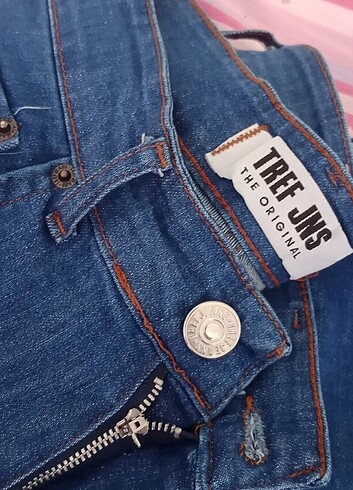 TREF JNS
THE ORIGINAL